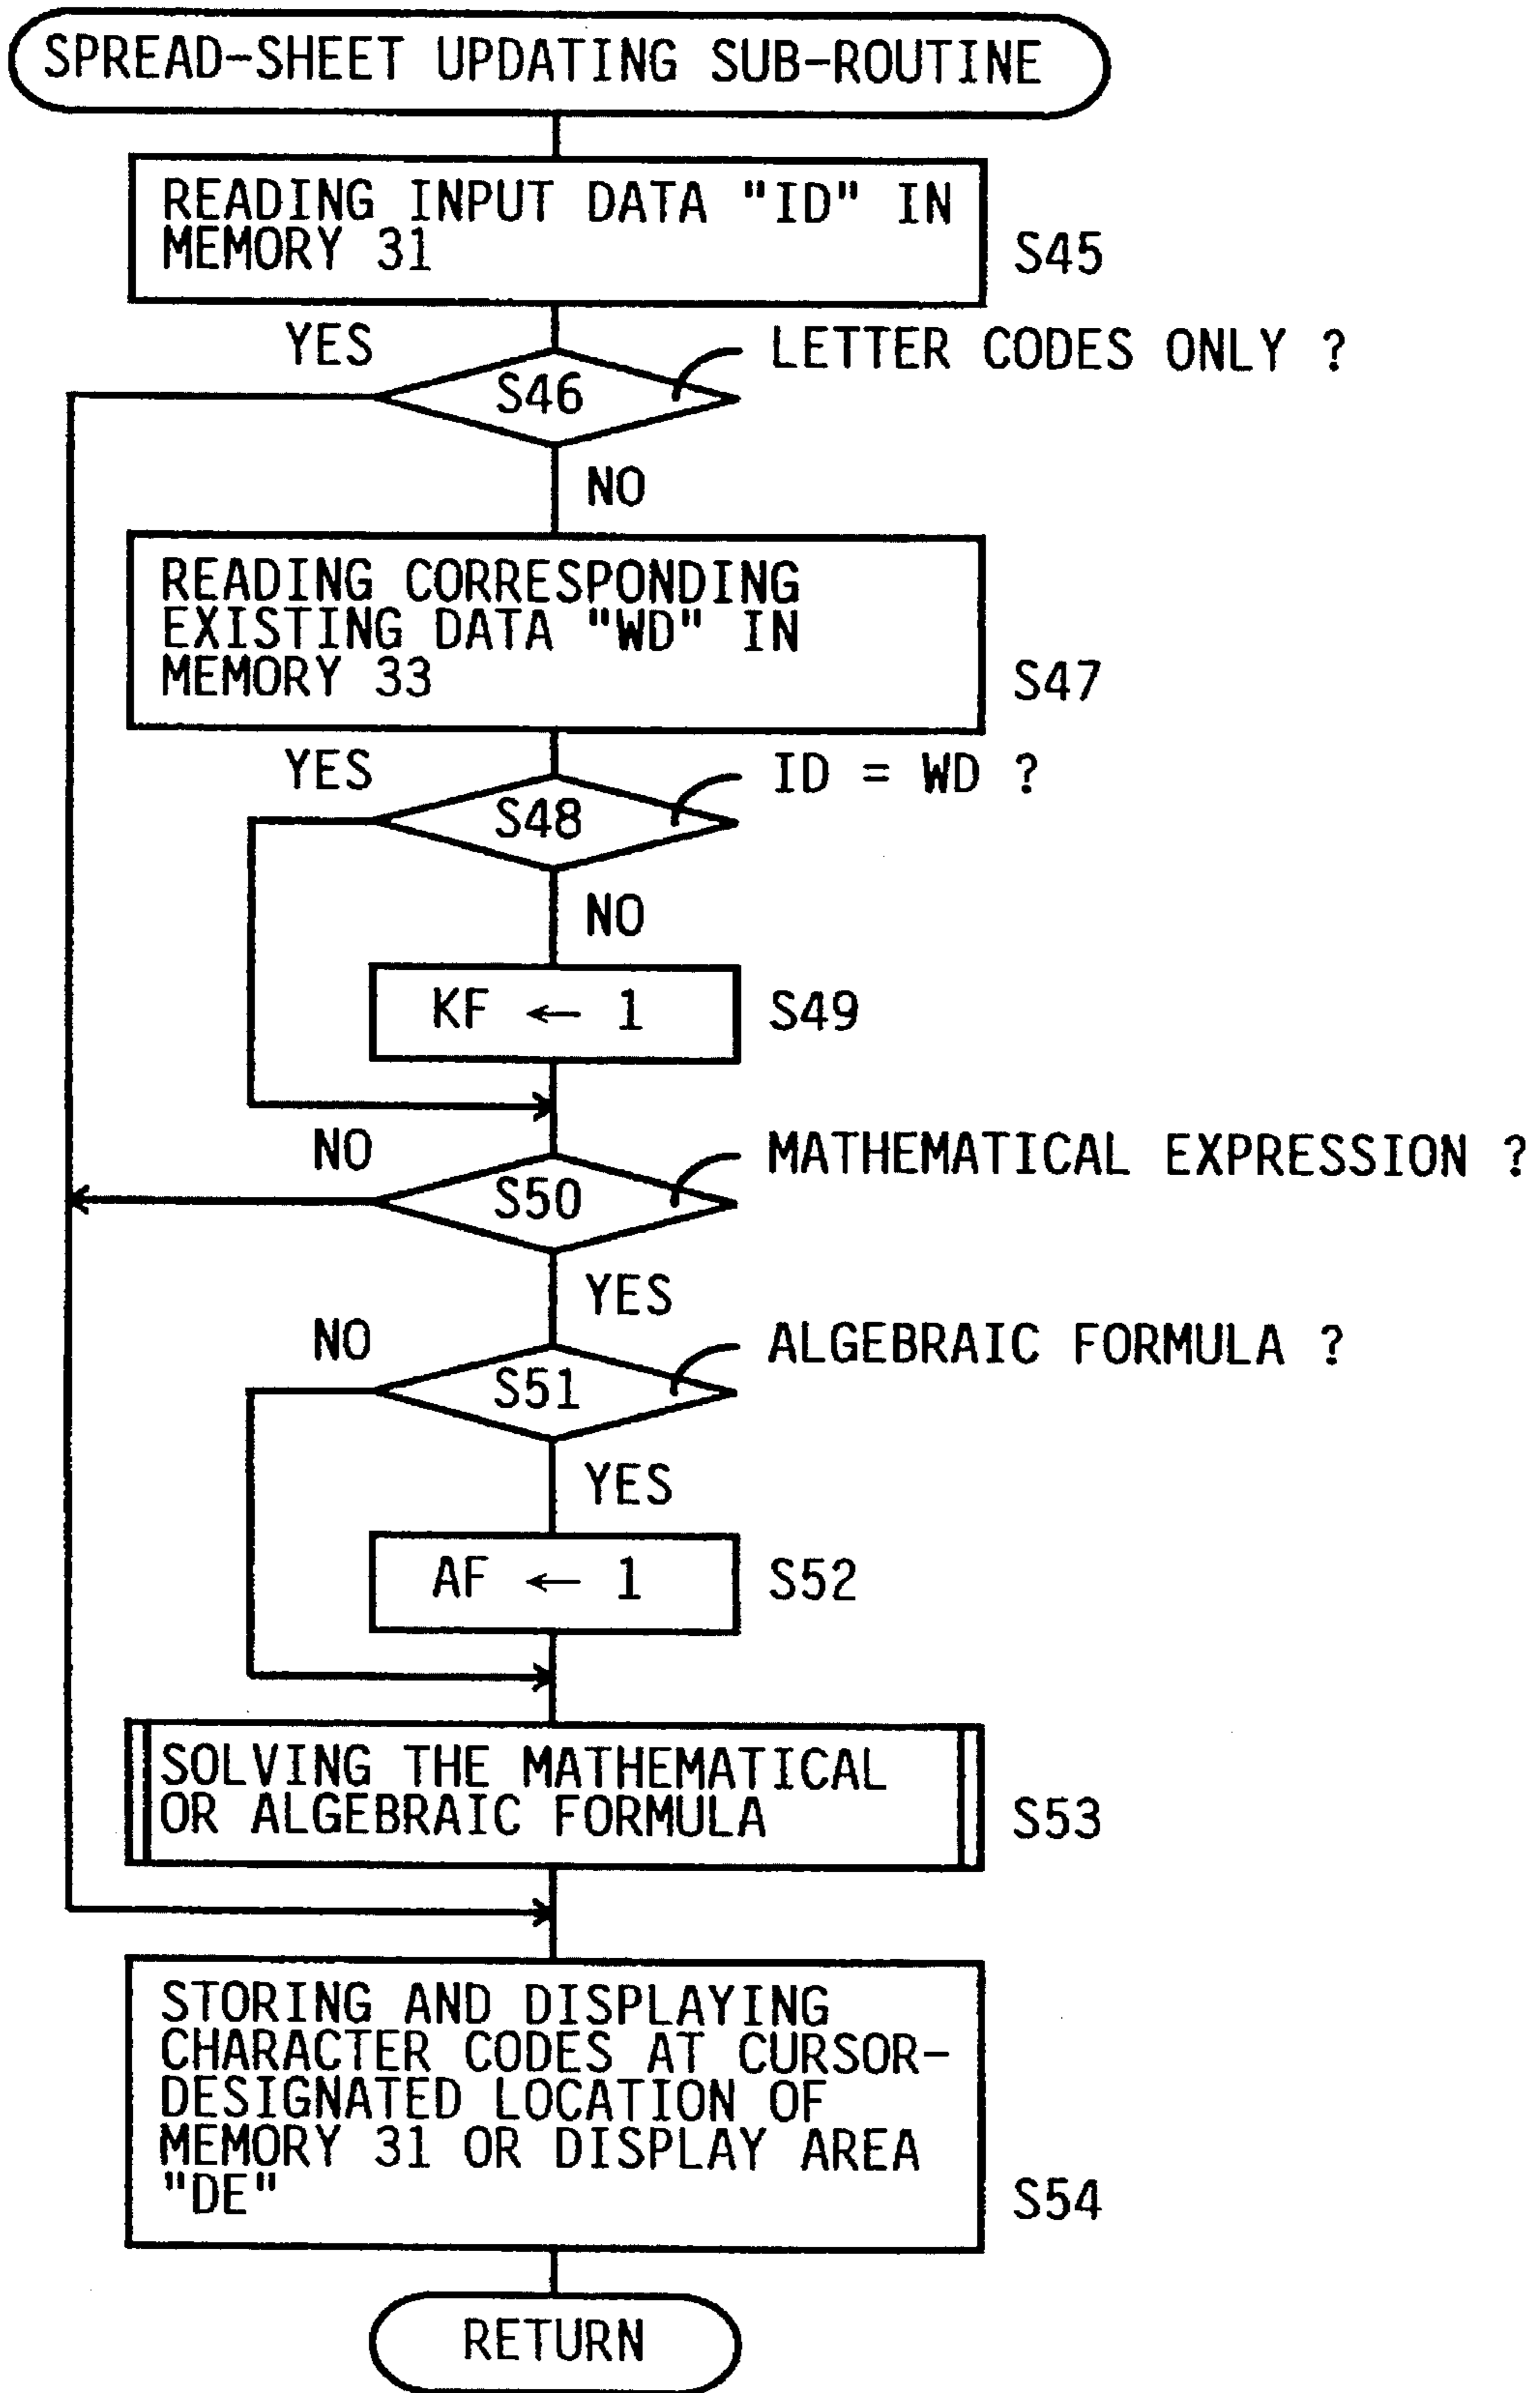 SPREAD-SHEET UPDATING SUB-ROUTINE
READING INPUT DATA "ID" IN
MEMORY 31
S45
YES
LETTER CODES ONLY ?
S46
NO
READING CORRESPONDING
EXISTING DATA "WD" IN
MEMORY 33
S47
YES
ID = WD ?
S48
NO
KF ← 1
S49
NO
MATHEMATICAL EXPRESSION ?
S50
YES
NO
ALGEBRAIC FORMULA ?
S51
YES
AF ← 1
S52
SOLVING THE MATHEMATICAL
OR ALGEBRAIC FORMULA
S53
STORING AND DISPLAYING
CHARACTER CODES AT CURSOR-
DESIGNATED LOCATION OF
MEMORY 31 OR DISPLAY AREA
"DE"
S54
RETURN